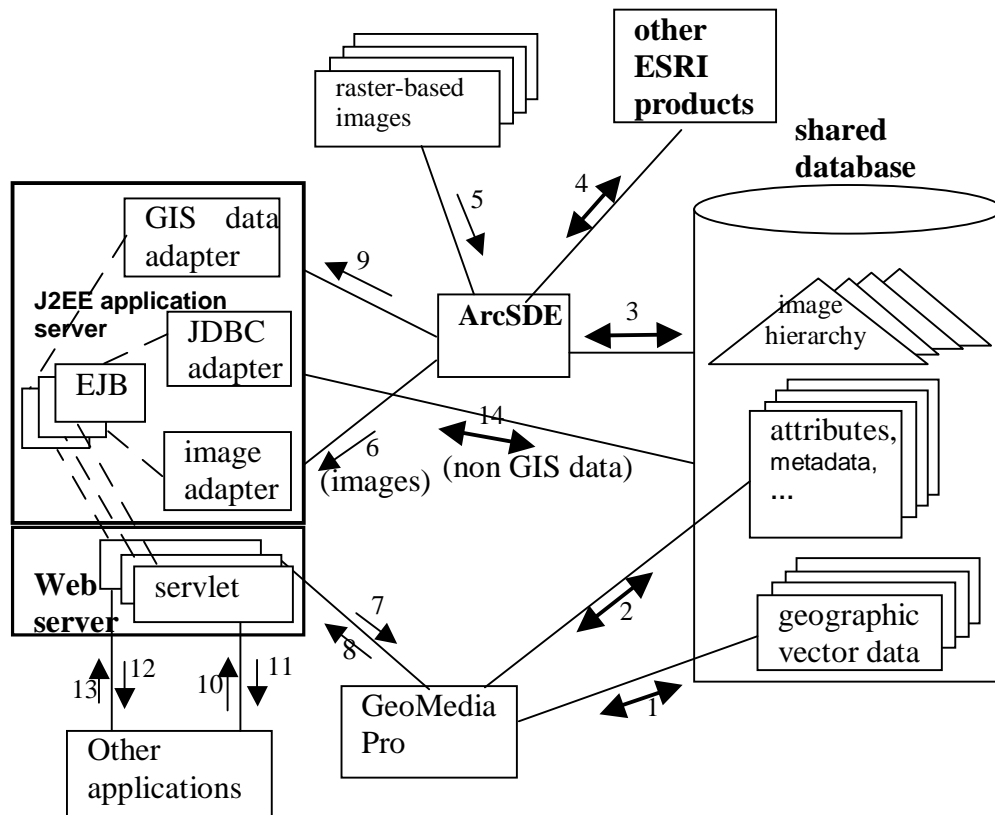 other
ESRI
products
raster-based
images
shared
database
5
4
GIS data
adapter
9
J2EE application
server
ArcSDE
3
image
hierarchy
JDBC
adapter
EJB
14
attributes,
metadata,
...
image
adapter
6
(images)
(non GIS data)
Web
server
servlet
7
8
2
geographic
vector data
13
12
10
11
1
GeoMedia
Pro
Other
applications